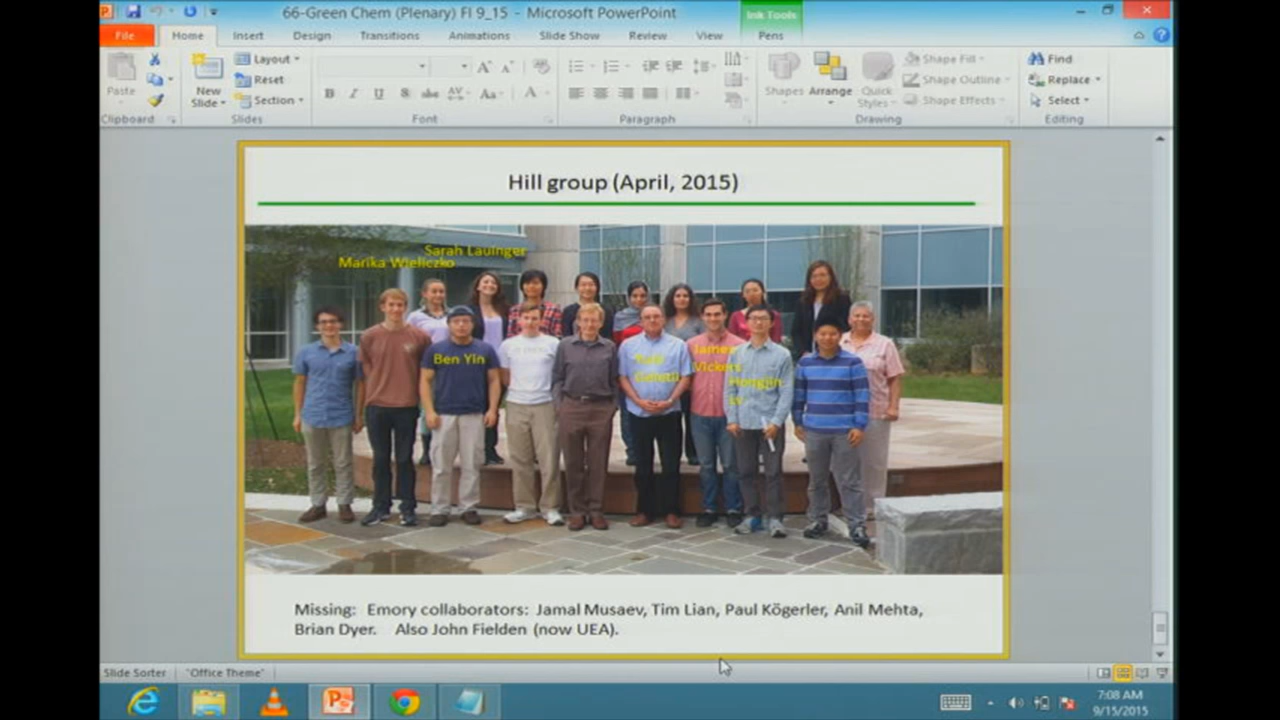 66-Green Chem (Plenary) FI 9_15 - Microsoft PowerPoint
Ink Tools
File Home Insert Design Transitions Animations Slide Show Review View Pens
Paste
New
Slide
Layout
Reset
Section
Shapes
Arrange
Quick
Styles
Shape Fill
Shape Outline
Shape Effects
Find
Replace
Select
Clipboard Slides Font Paragraph Drawing Editing
Hill group (April, 2015)
Sarah Lauinger
Marika Wieliczko
Ben Yin
James
Vickers
Hongjin
Lv
Missing: Emory collaborators: Jamal Musaev, Tim Lian, Paul Kögerler, Anil Mehta,
Brian Dyer. Also John Fielden (now UEA).
Slide Sorter "Office Theme"
7:08 AM
9/15/2015